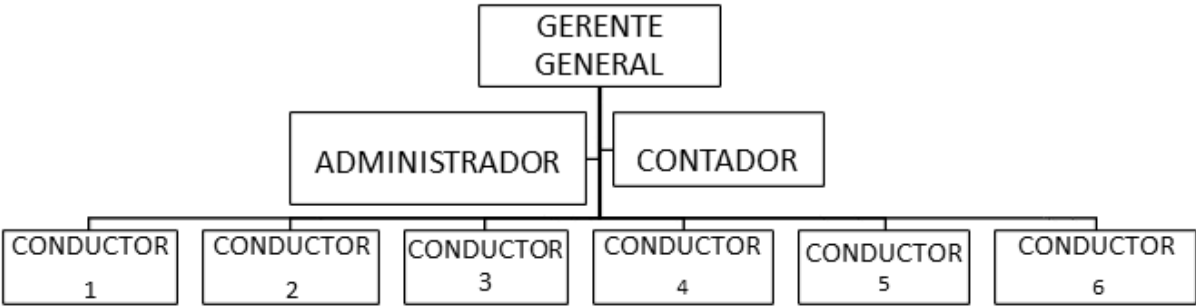 GERENTE
GENERAL
ADMINISTRADOR
CONTADOR
CONDUCTOR
1
CONDUCTOR
2
CONDUCTOR
3
CONDUCTOR
4
CONDUCTOR
5
CONDUCTOR
6